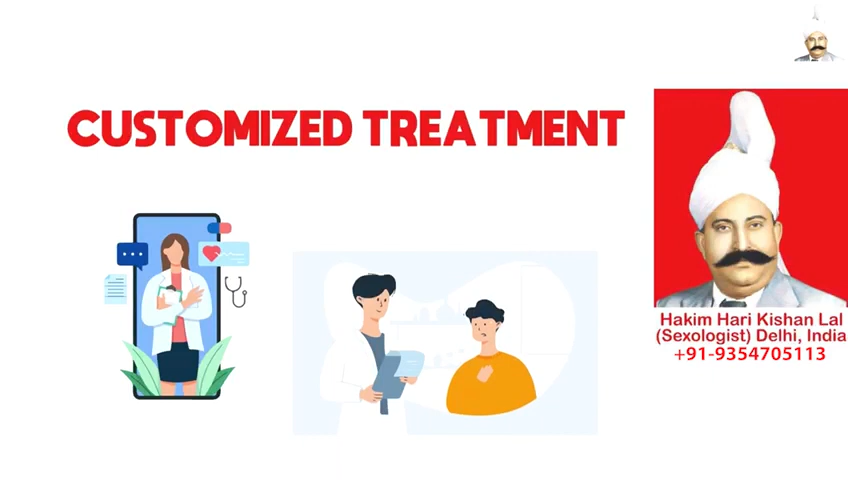 CUSTOMIZED TREATMENT
Hakim Hari Kishan Lal
(Sexologist) Delhi, India
+91-9354705113